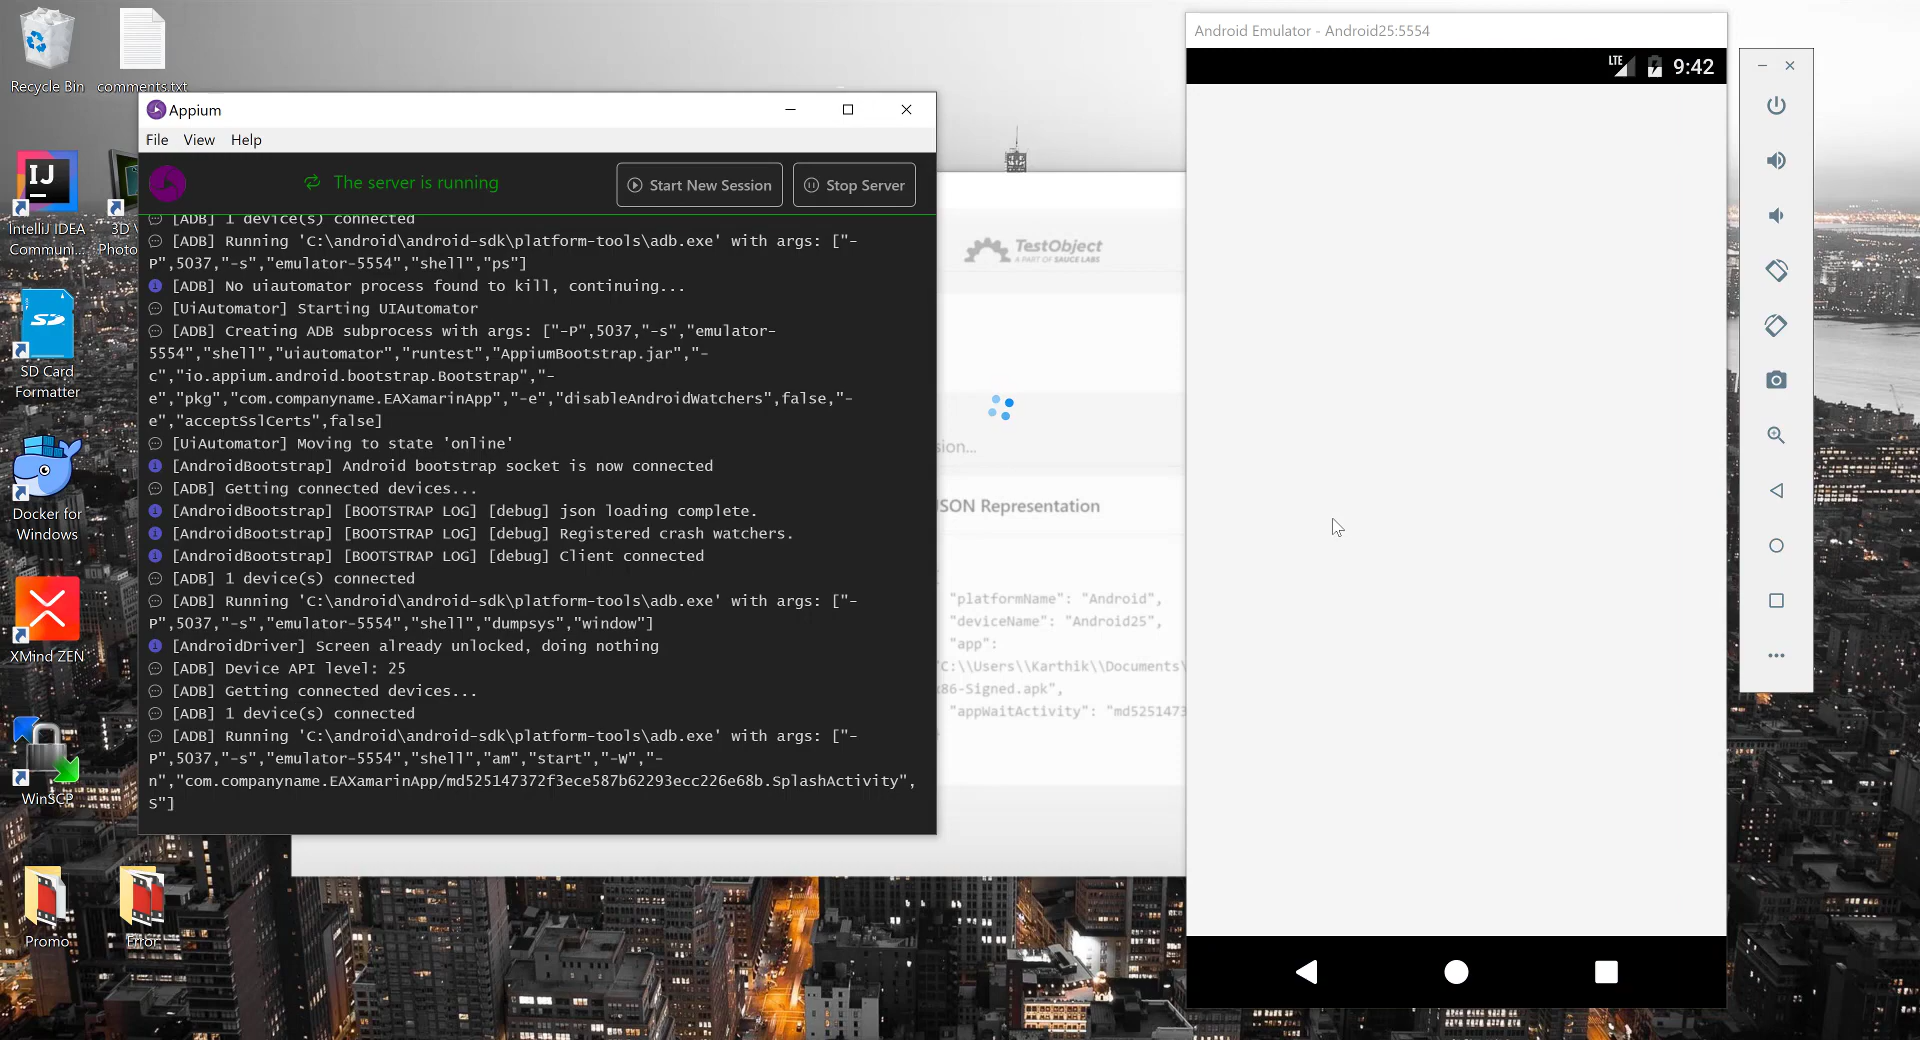 Recycle Bin
comments.txt
IntelliJ IDEA
Communi...
3D
Photo
SD Card
Formatter
Docker for
Windows
XMind ZEN
WinSCP
Promo
Error
Appium
File View Help
The server is running
Start New Session
Stop Server
[ADB] 1 device(s) connected
[ADB] Running 'C:\android\android-sdk\platform-tools\adb.exe' with args: ["-
P",5037,"-s","emulator-5554","shell","ps"]
[ADB] No uiautomator process found to kill, continuing...
[UiAutomator] Starting UIAutomator
[ADB] Creating ADB subprocess with args: ["-P",5037,"-s","emulator-
5554","shell","uiautomator","runtest","AppiumBootstrap.jar","-
c","io.appium.android.bootstrap.Bootstrap","-
e","pkg","com.companyname.EAXamarinApp","-e","disableAndroidWatchers",false,"-
e","acceptSslCerts",false]
[UiAutomator] Moving to state 'online'
[AndroidBootstrap] Android bootstrap socket is now connected
[ADB] Getting connected devices...
[AndroidBootstrap] [BOOTSTRAP LOG] [debug] json loading complete.
[AndroidBootstrap] [BOOTSTRAP LOG] [debug] Registered crash watchers.
[AndroidBootstrap] [BOOTSTRAP LOG] [debug] Client connected
[ADB] 1 device(s) connected
[ADB] Running 'C:\android\android-sdk\platform-tools\adb.exe' with args: ["-
P",5037,"-s","emulator-5554","shell","dumpsys","window"]
[AndroidDriver] Screen already unlocked, doing nothing
[ADB] Device API level: 25
[ADB] Getting connected devices...
[ADB] 1 device(s) connected
[ADB] Running 'C:\android\android-sdk\platform-tools\adb.exe' with args: ["-
P",5037,"-s","emulator-5554","shell","am","start","-W","-
n","com.companyname.EAXamarinApp/md525147372f3ece587b62293ecc226e68b.SplashActivity",
S"]
TestObject
A PART OF SAUCE LABS
sion...
JSON Representation
"platformName": "Android",
"deviceName": "Android25",
"app":
"C:\\Users\\Karthik\\Documents\
x86-Signed.apk",
"appWaitActivity": "md5251473
Android Emulator - Android25:5554
LTE 9:42